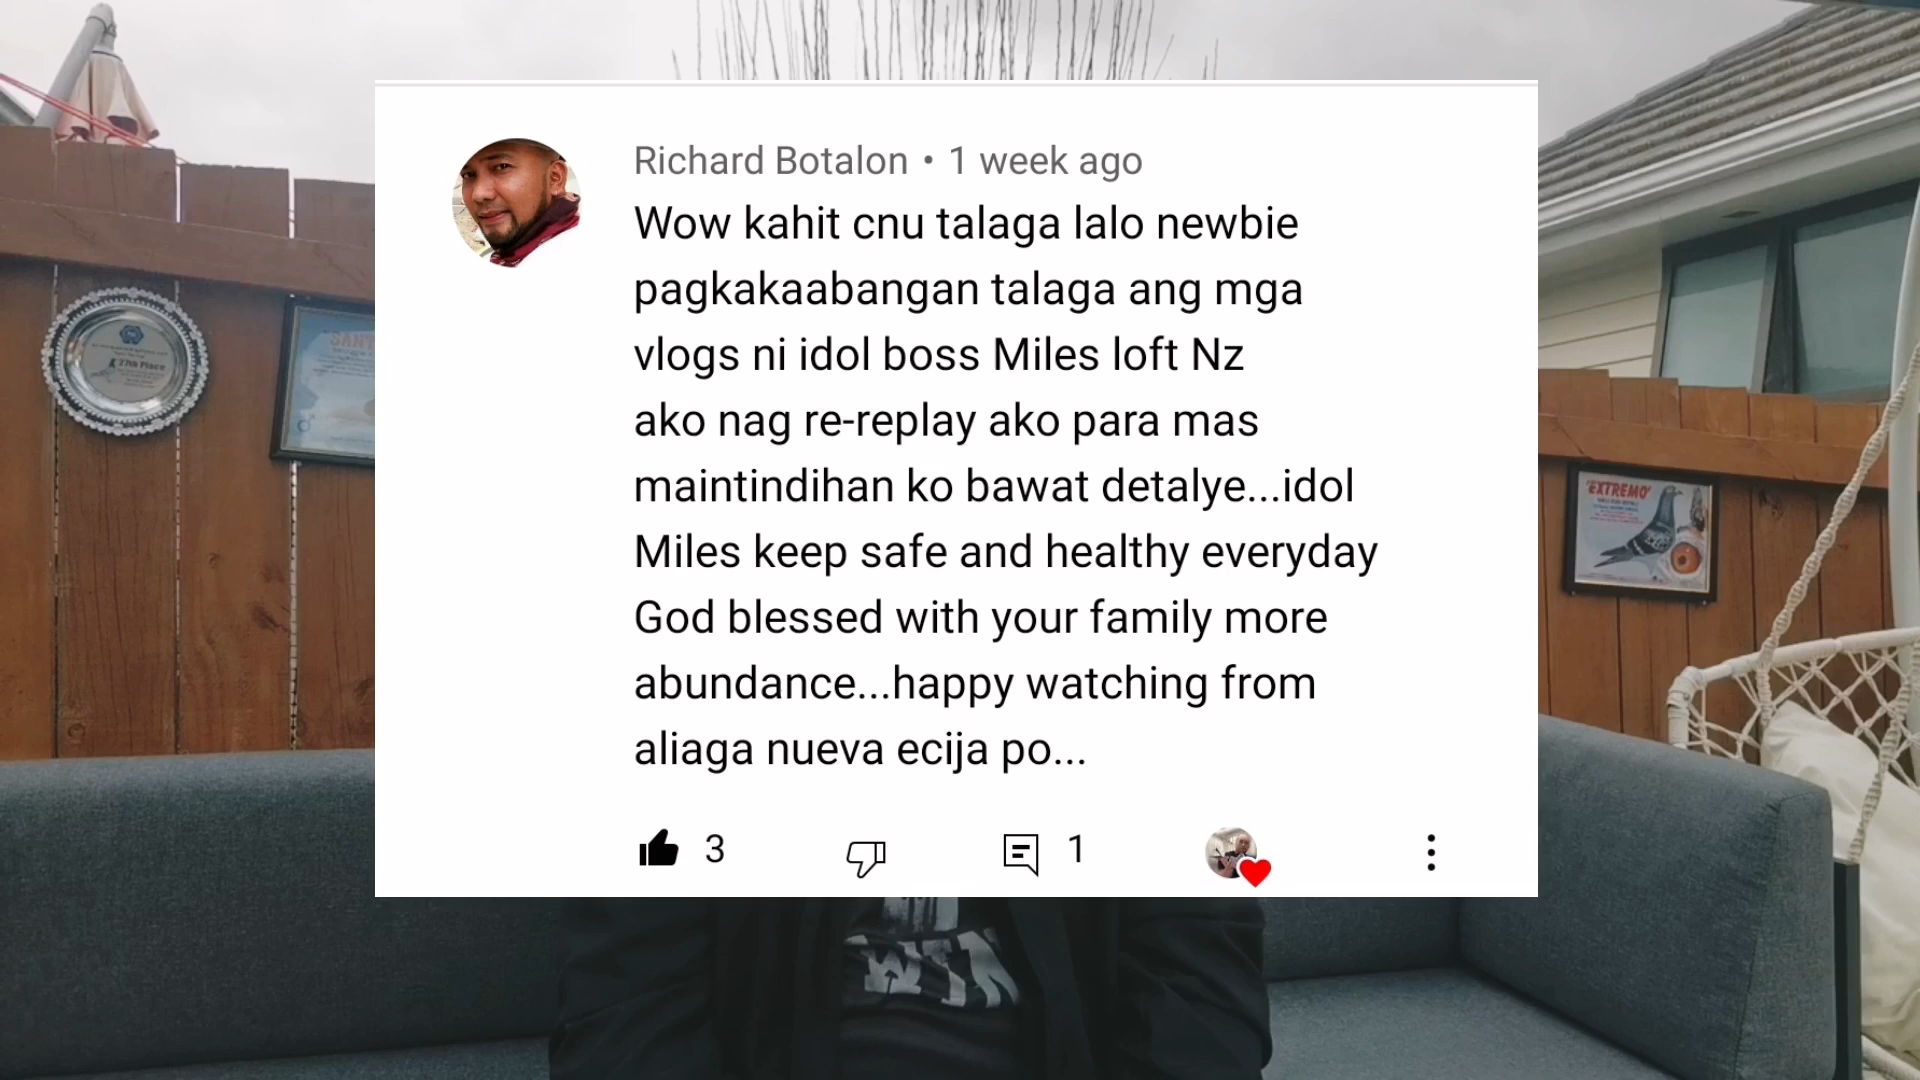 Richard Botalon • 1 week ago
Wow kahit cnu talaga lalo newbie
pagkakaabangan talaga ang mga
vlogs ni idol boss Miles loft Nz
ako nag re-replay ako para mas
maintindihan ko bawat detalye...idol
Miles keep safe and healthy everyday
God blessed with your family more
abundance...happy watching from
aliaga nueva ecija po...
3
1
77th Place
"EXTREMO"